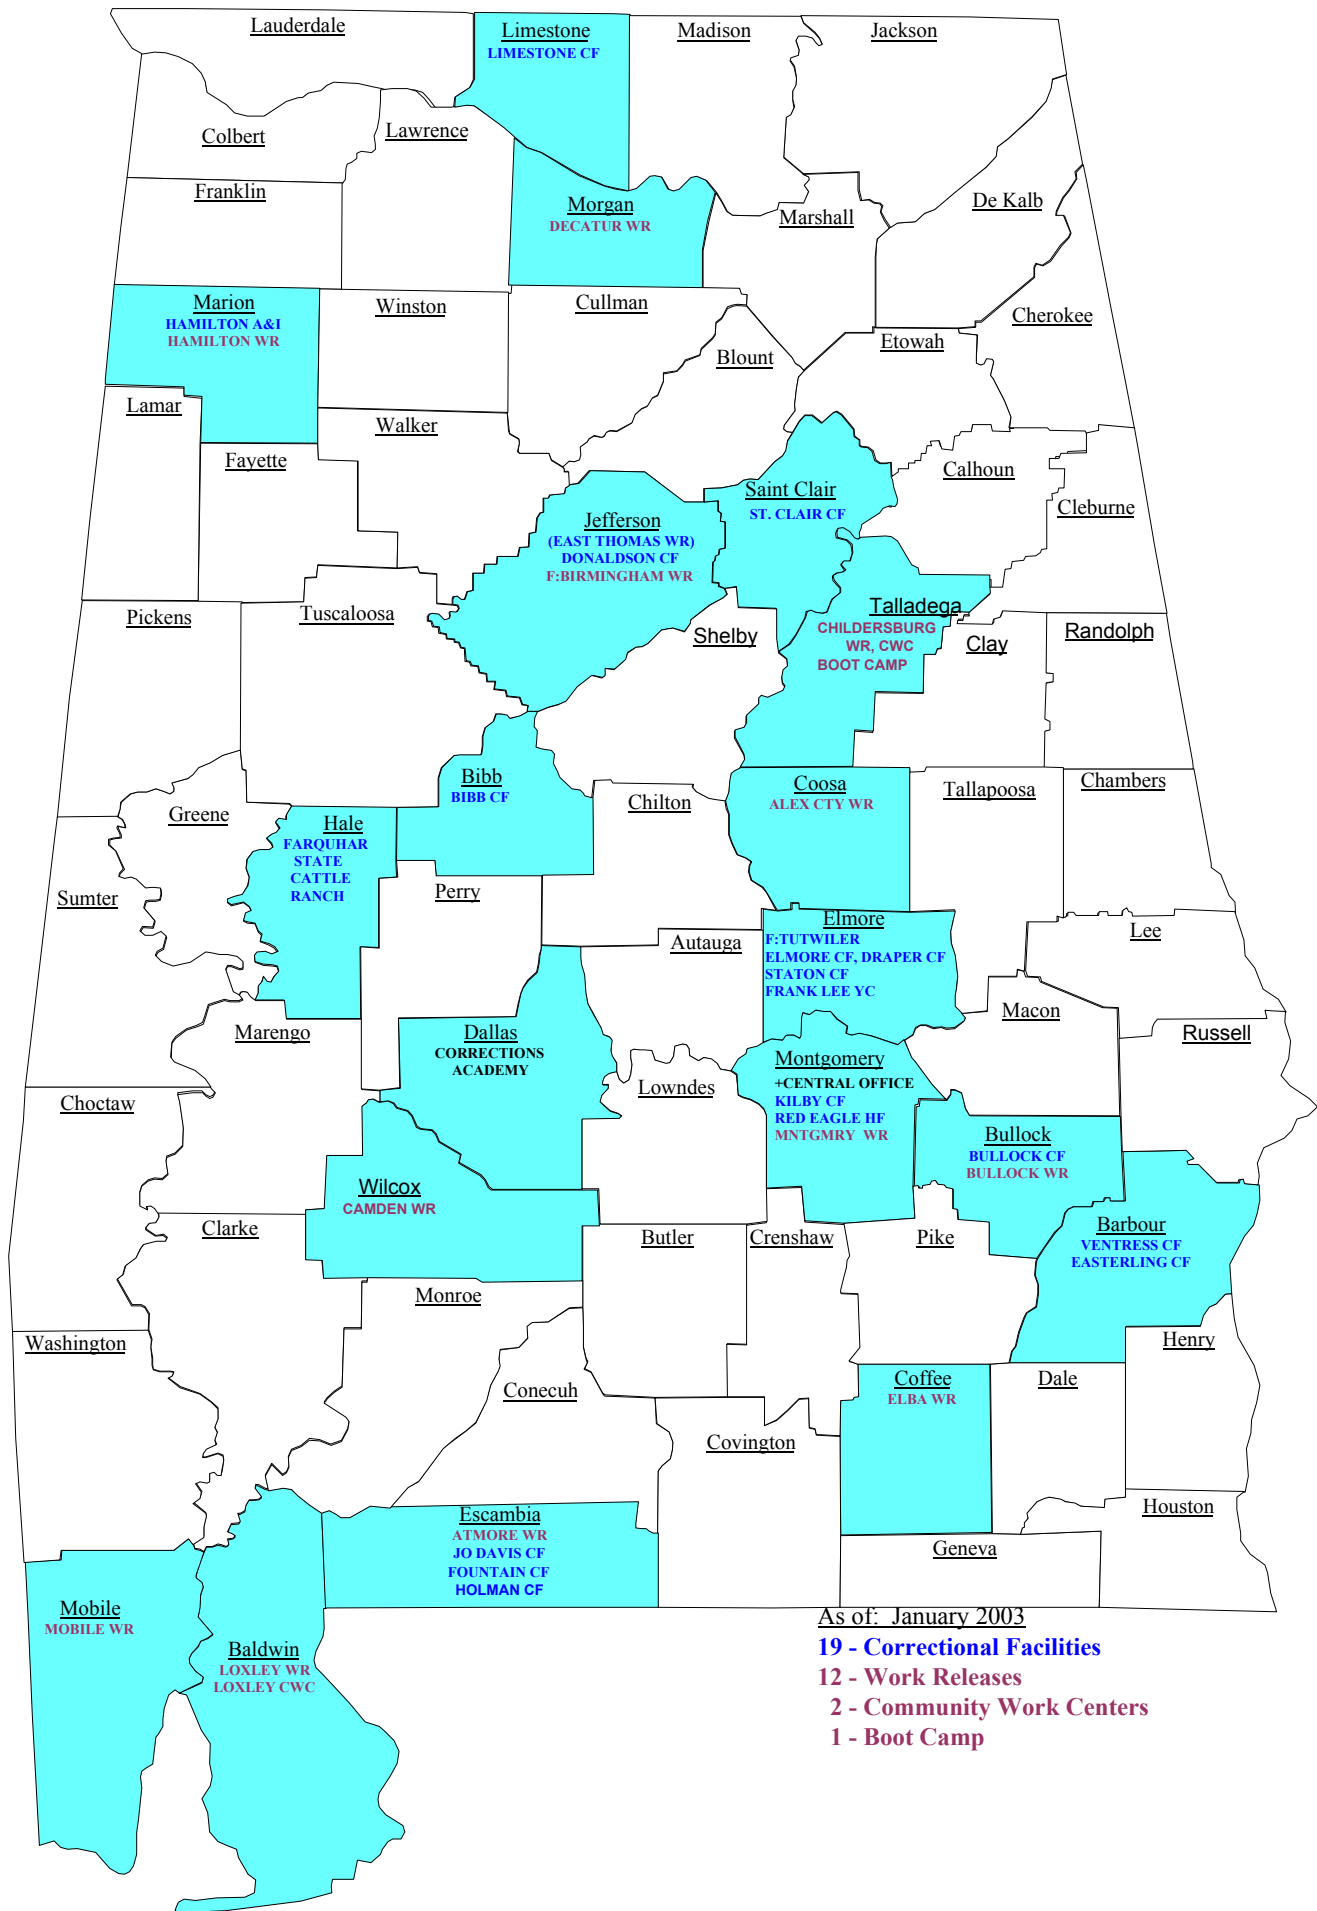 Lauderdale
Limestone
LIMESTONE CF
Madison
Jackson
Colbert
Lawrence
Franklin
Morgan
DECATUR WR
Marshall
De Kalb
Marion
HAMILTON A&I
HAMILTON WR
Winston
Cullman
Blount
Etowah
Cherokee
Lamar
Fayette
Walker
Jefferson
(EAST THOMAS WR)
DONALDSON CF
F:BIRMINGHAM WR
Saint Clair
ST. CLAIR CF
Calhoun
Cleburne
Pickens
Tuscaloosa
Shelby
Talladega
CHILDERSBURG
WR, CWC
BOOT CAMP
Clay
Randolph
Greene
Hale
FARQUHAR
STATE
CATTLE
RANCH
Bibb
BIBB CF
Chilton
Coosa
ALEX CTY WR
Tallapoosa
Chambers
Sumter
Perry
Autauga
Elmore
F:TUTWILER
ELMORE CF, DRAPER CF
STATON CF
FRANK LEE YC
Lee
Macon
Russell
Marengo
Dallas
CORRECTIONS
ACADEMY
Lowndes
Montgomery
+CENTRAL OFFICE
KILBY CF
RED EAGLE HF
MNTGMRY WR
Bullock
BULLOCK CF
BULLOCK WR
Choctaw
Wilcox
CAMDEN WR
Clarke
Butler
Crenshaw
Pike
Barbour
VENTRESS CF
EASTERLING CF
Monroe
Washington
Conecuh
Covington
Coffee
ELBA WR
Dale
Henry
Houston
Geneva
Escambia
ATMORE WR
JO DAVIS CF
FOUNTAIN CF
HOLMAN CF
Mobile
MOBILE WR
Baldwin
LOXLEY WR
LOXLEY CWC
As of: January 2003
19 - Correctional Facilities
12 - Work Releases
2 - Community Work Centers
1 - Boot Camp